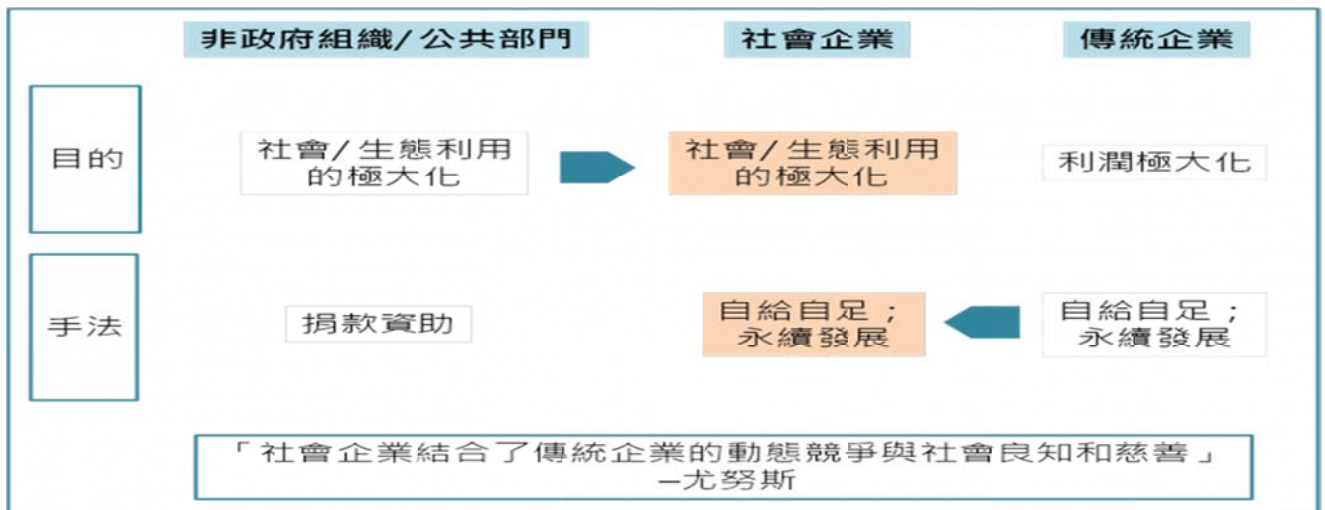 非政府組織/公共部門
社會企業
傳統企業
目的
社會/生態利用
的極大化
社會/生態利用
的極大化
利潤極大化
手法
捐款資助
自給自足；
永續發展
自給自足；
永續發展
「社會企業結合了傳統企業的動態競爭與社會良知和慈善」
–尤努斯